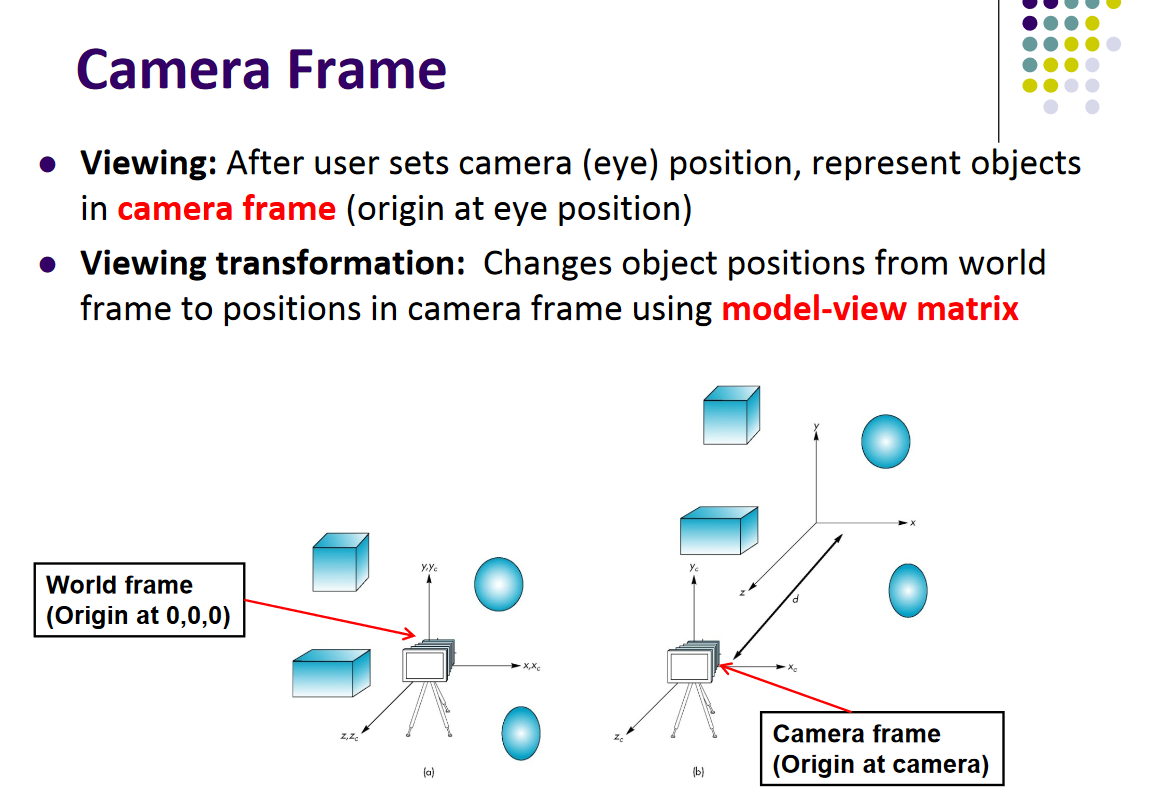 Camera Frame
● Viewing: After user sets camera (eye) position, represent objects
in camera frame (origin at eye position)
● Viewing transformation: Changes object positions from world
frame to positions in camera frame using model-view matrix
World frame
(Origin at 0,0,0)
y,yc
x,xc
z,zc
(a)
y
x
z
d
yc
xc
zc
(b)
Camera frame
(Origin at camera)